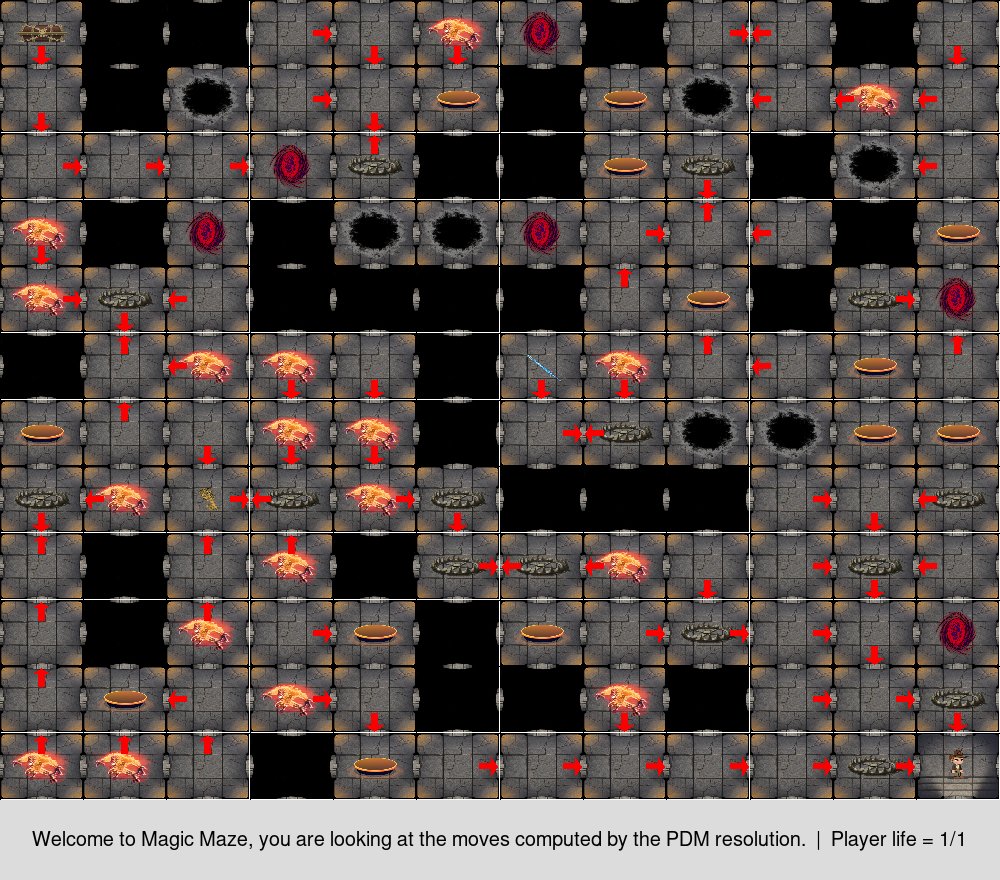 Welcome to Magic Maze, you are looking at the moves computed by the PDM resolution.  |  Player life = 1/1